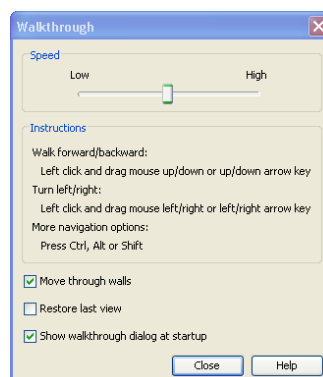 Walkthrough
Speed
Low High
Instructions
Walk forward/backward:
Left click and drag mouse up/down or up/down arrow key
Turn left/right:
Left click and drag mouse left/right or left/right arrow key
More navigation options:
Press Ctrl, Alt or Shift
Move through walls
Restore last view
Show walkthrough dialog at startup
Close Help